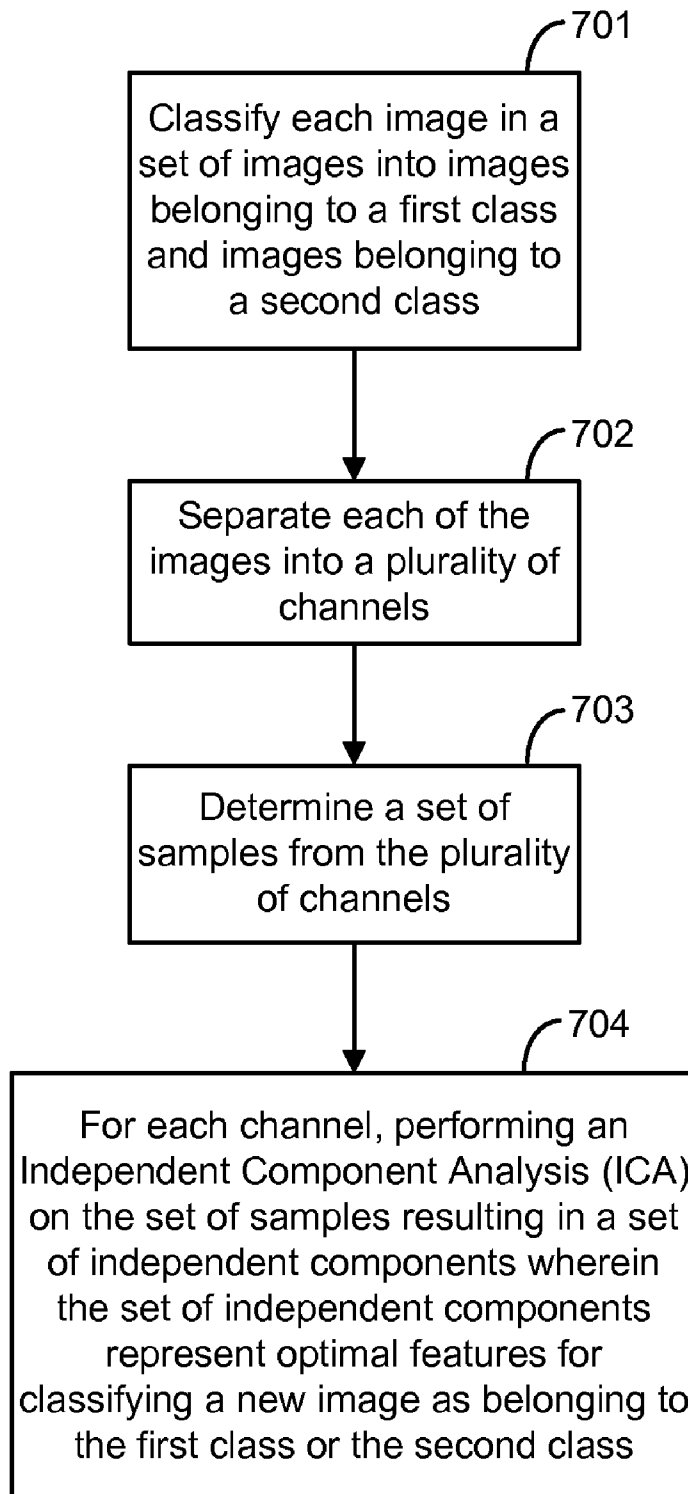 701
Classify each image in a
set of images into images
belonging to a first class
and images belonging to
a second class
702
Separate each of the
images into a plurality of
channels
703
Determine a set of
samples from the plurality
of channels
704
For each channel, performing an
Independent Component Analysis (ICA)
on the set of samples resulting in a set
of independent components wherein
the set of independent components
represent optimal features for
classifying a new image as belonging to
the first class or the second class